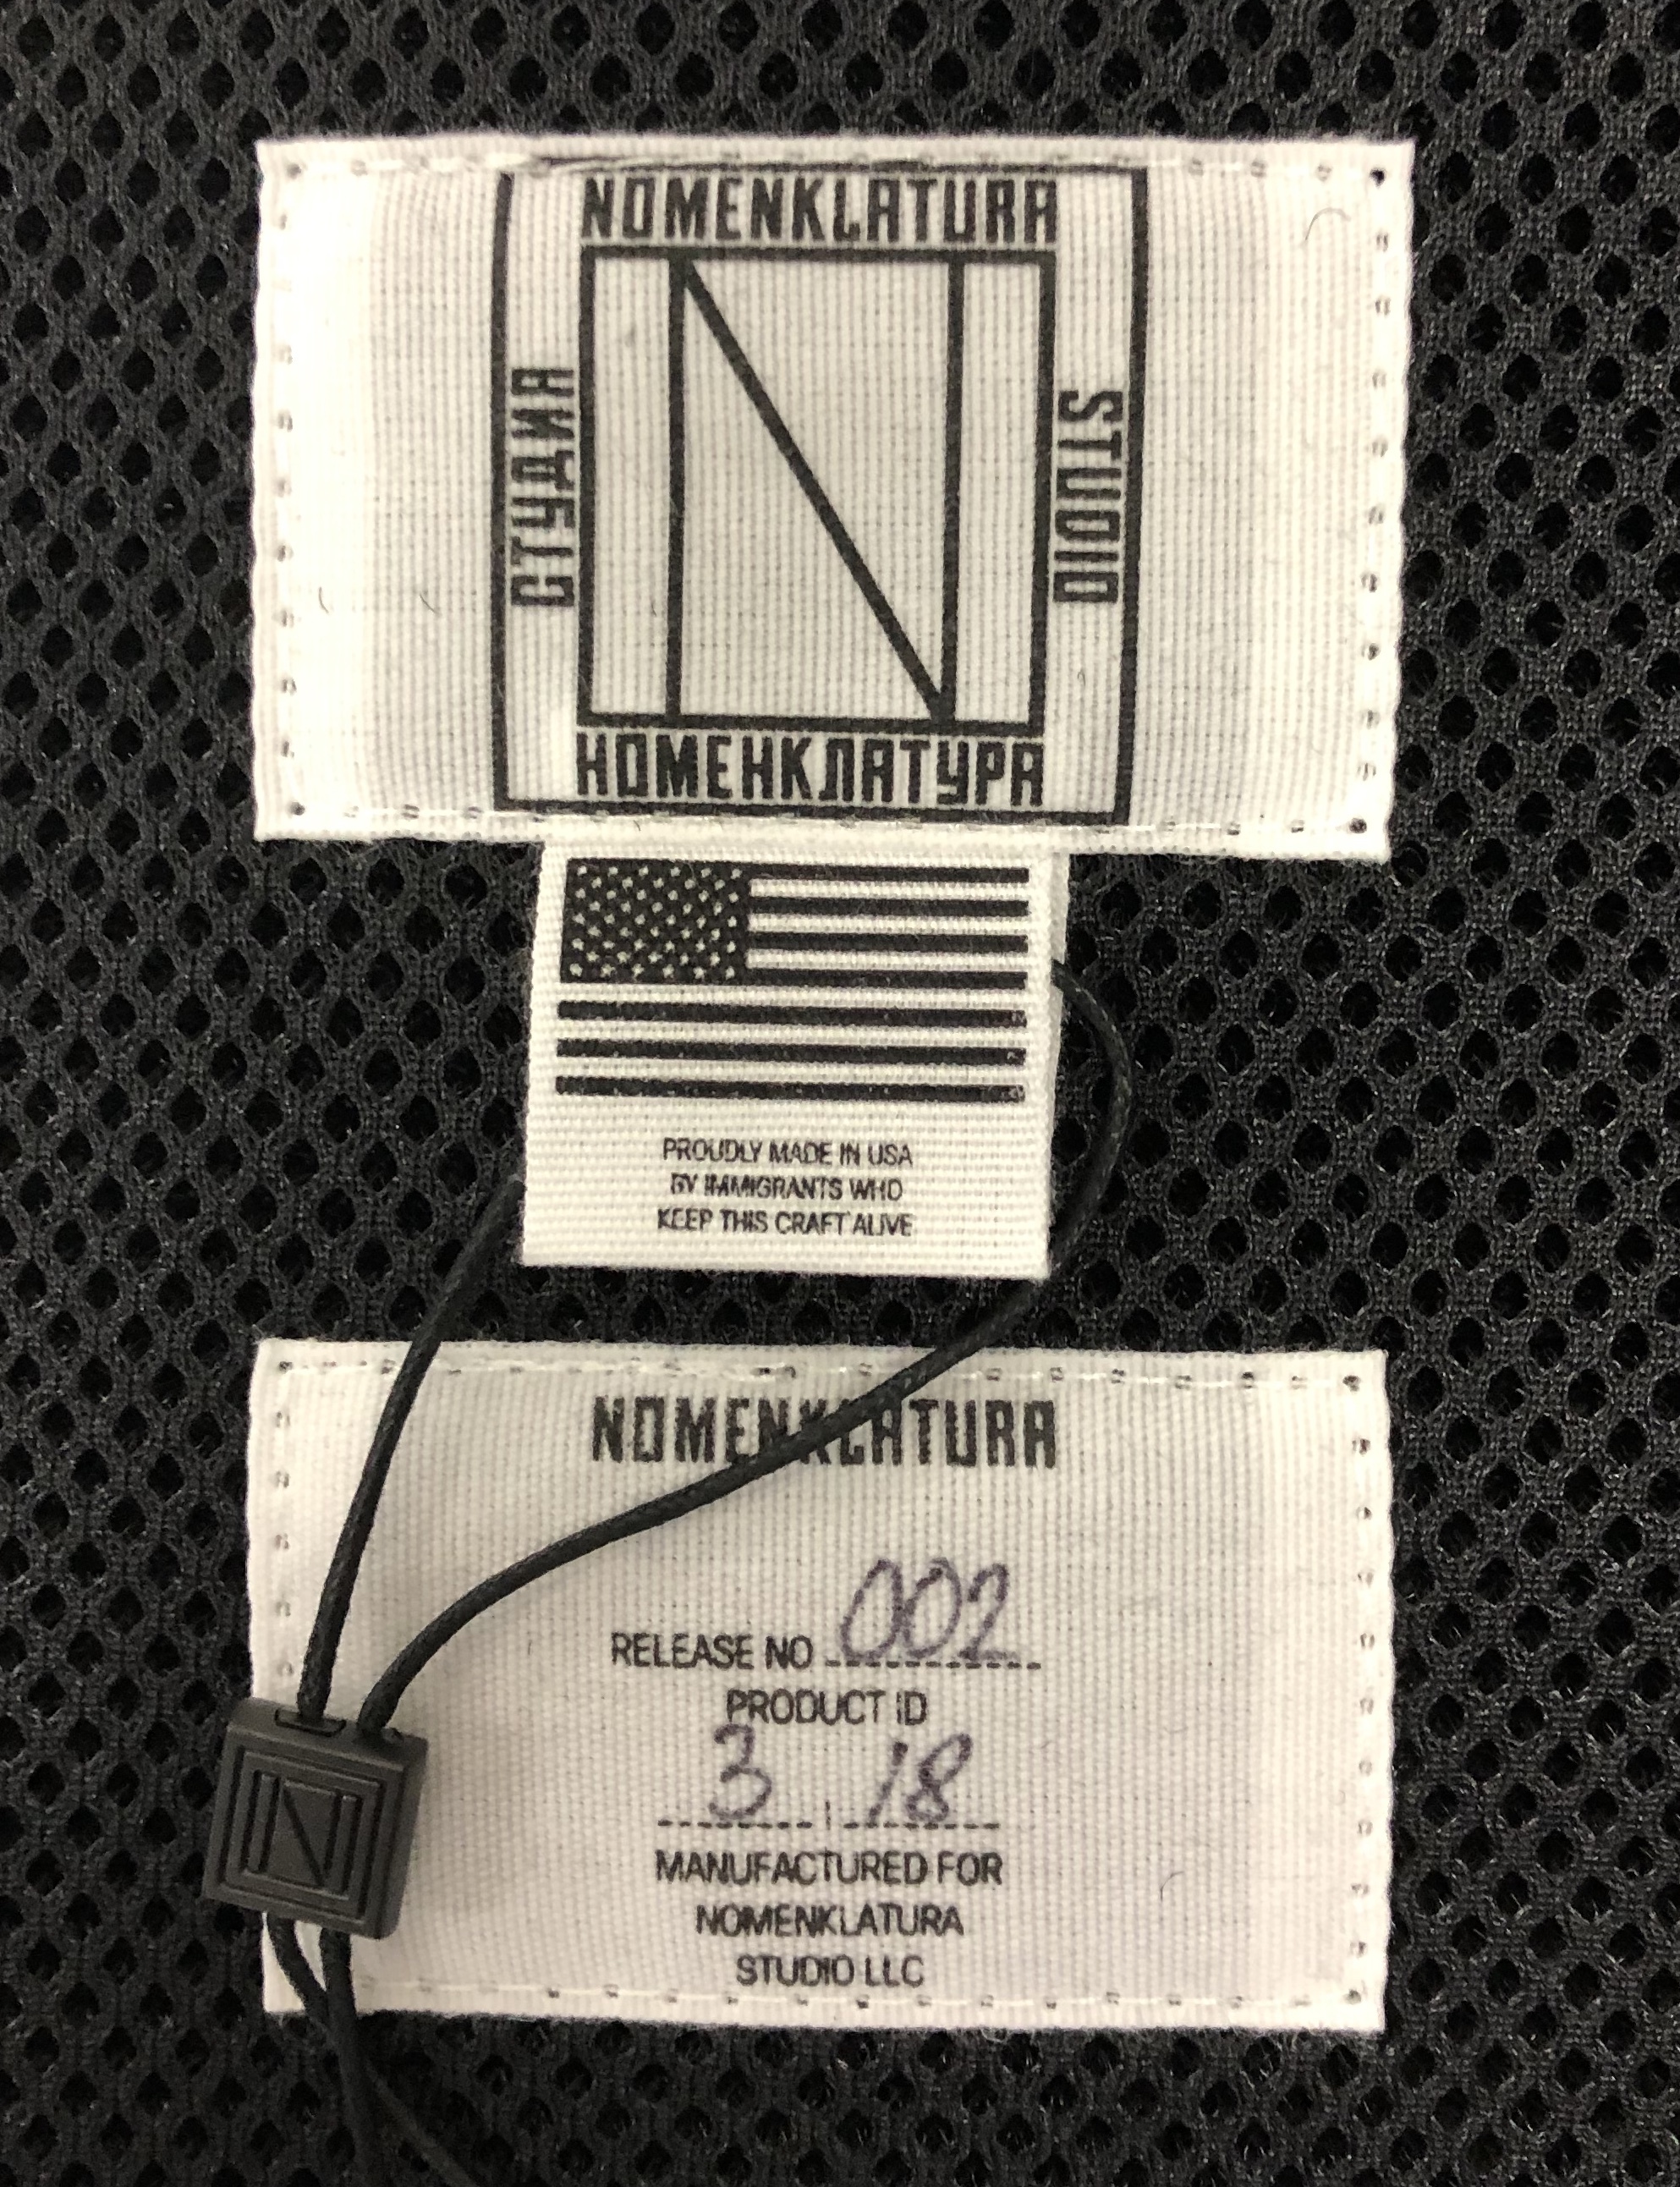 NOMENKLATURA
СТУДИЯ
STUDIO
НОМЕНКЛАТУРА
PROUDLY MADE IN USA
BY IMMIGRANTS WHO
KEEP THIS CRAFT ALIVE
NOMENKLATURA
RELEASE NO 002
PRODUCT ID
3 18
MANUFACTURED FOR
NOMENKLATURA
STUDIO LLC